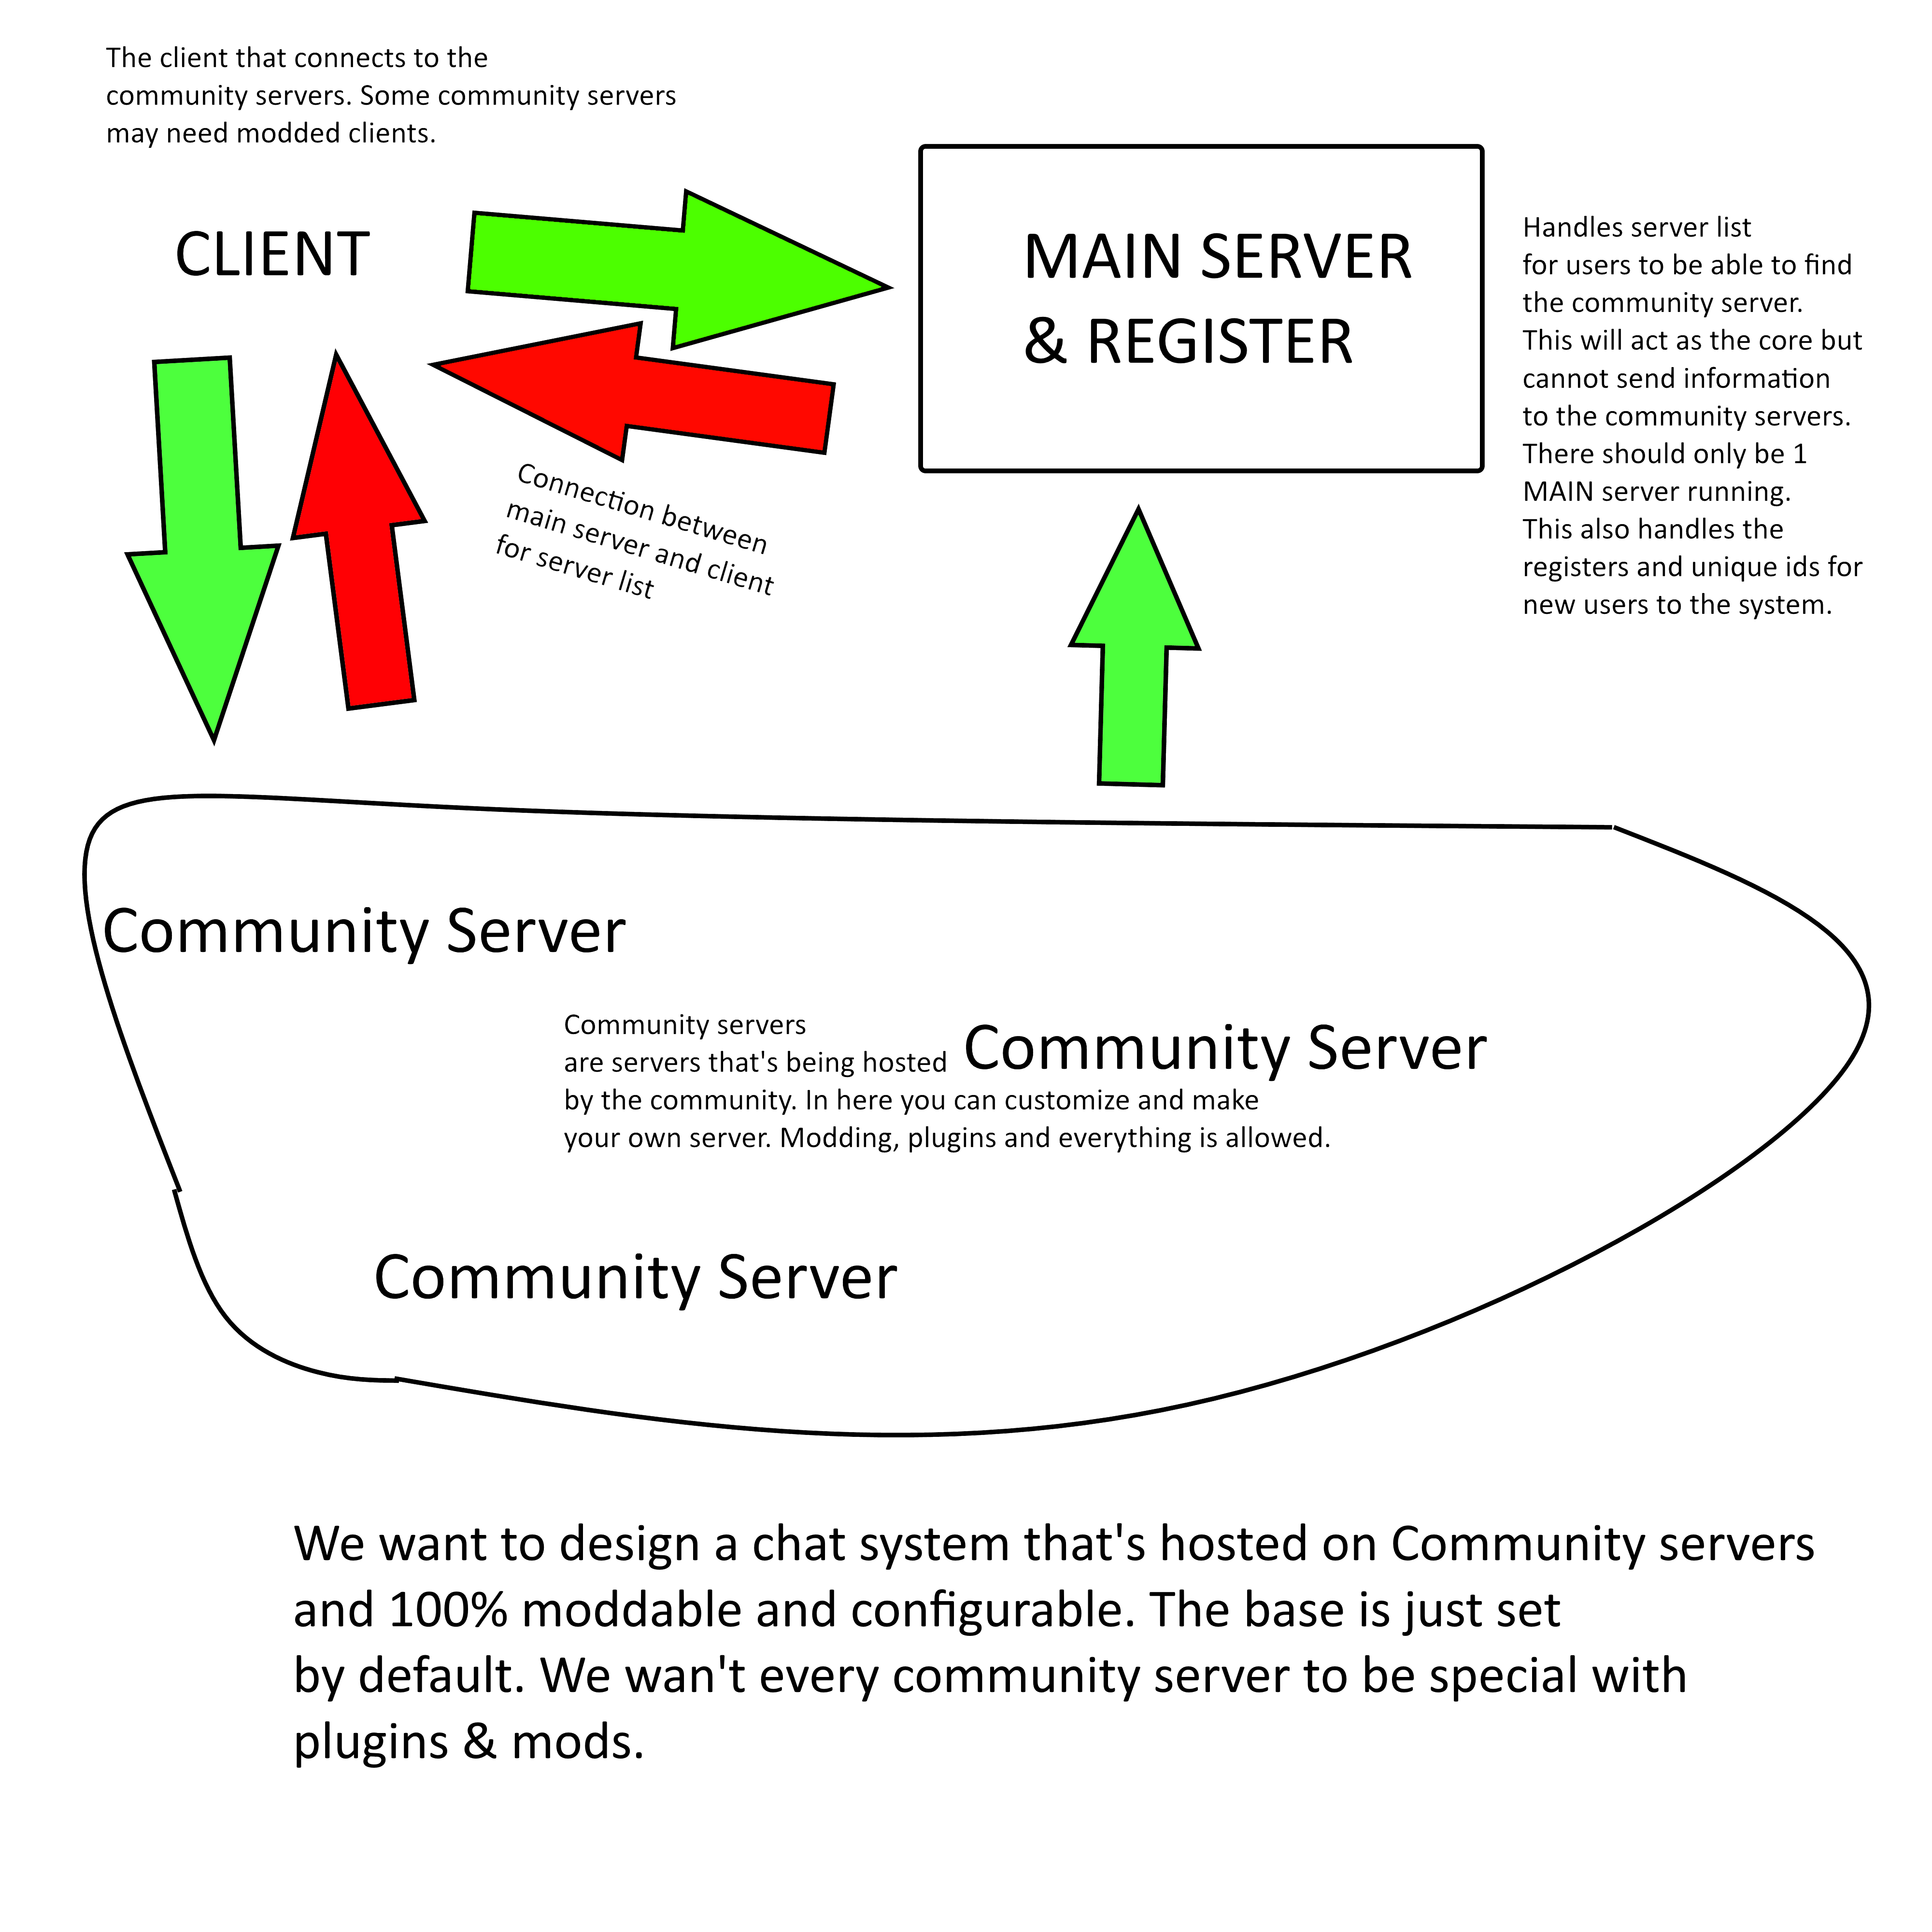 The client that connects to the
community servers. Some community servers
may need modded clients.
CLIENT
MAIN SERVER
& REGISTER
Handles server list
for users to be able to find
the community server.
This will act as the core but
cannot send information
to the community servers.
There should only be 1
MAIN server running.
This also handles the
registers and unique ids for
new users to the system.
Connection between
main server and client
for server list
Community Server
Community servers
are servers that's being hosted
by the community. In here you can customize and make
your own server. Modding, plugins and everything is allowed.
Community Server
Community Server
We want to design a chat system that's hosted on Community servers
and 100% moddable and configurable. The base is just set
by default. We wan't every community server to be special with
plugins & mods.